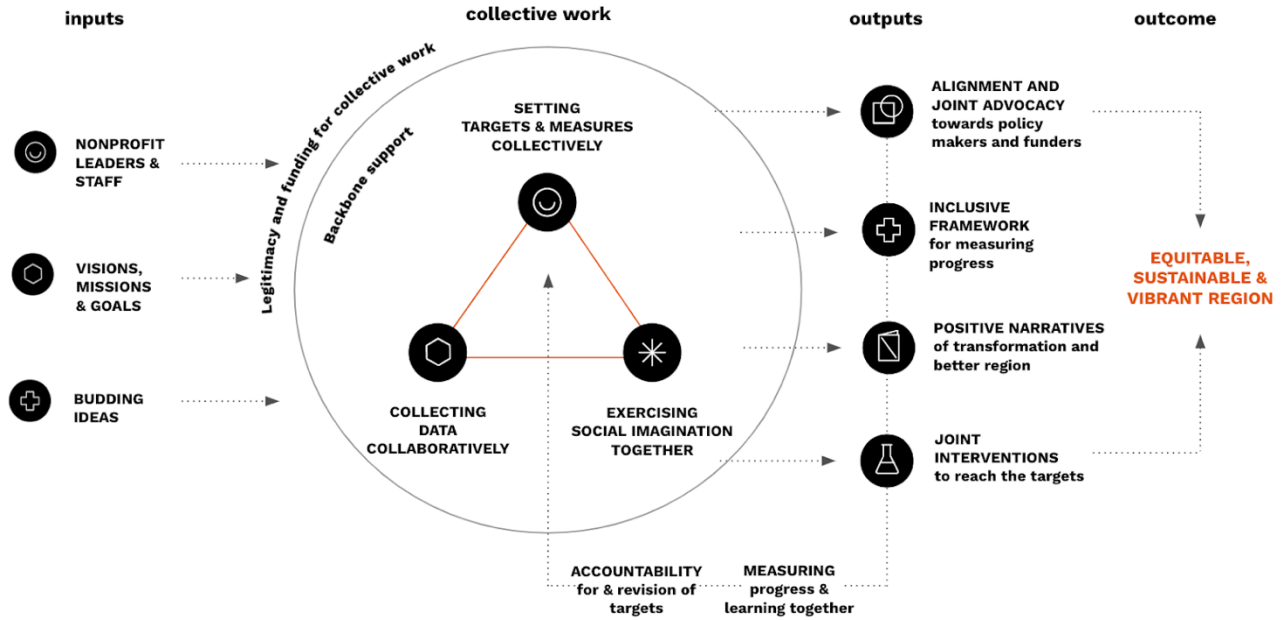 inputs
collective work
outputs
outcome
NONPROFIT
LEADERS &
STAFF
VISIONS,
MISSIONS
& GOALS
BUDDING
IDEAS
Legitimacy and funding for collective work
Backbone support
SETTING
TARGETS & MEASURES
COLLECTIVELY
COLLECTING
DATA
COLLABORATIVELY
EXERCISING
SOCIAL IMAGINATION
TOGETHER
ALIGNMENT AND
JOINT ADVOCACY
towards policy
makers and funders
INCLUSIVE
FRAMEWORK
for measuring
progress
POSITIVE NARRATIVES
of transformation and
better region
JOINT
INTERVENTIONS
to reach the targets
EQUITABLE,
SUSTAINABLE &
VIBRANT REGION
ACCOUNTABILITY
for & revision of
targets
MEASURING
progress &
learning together